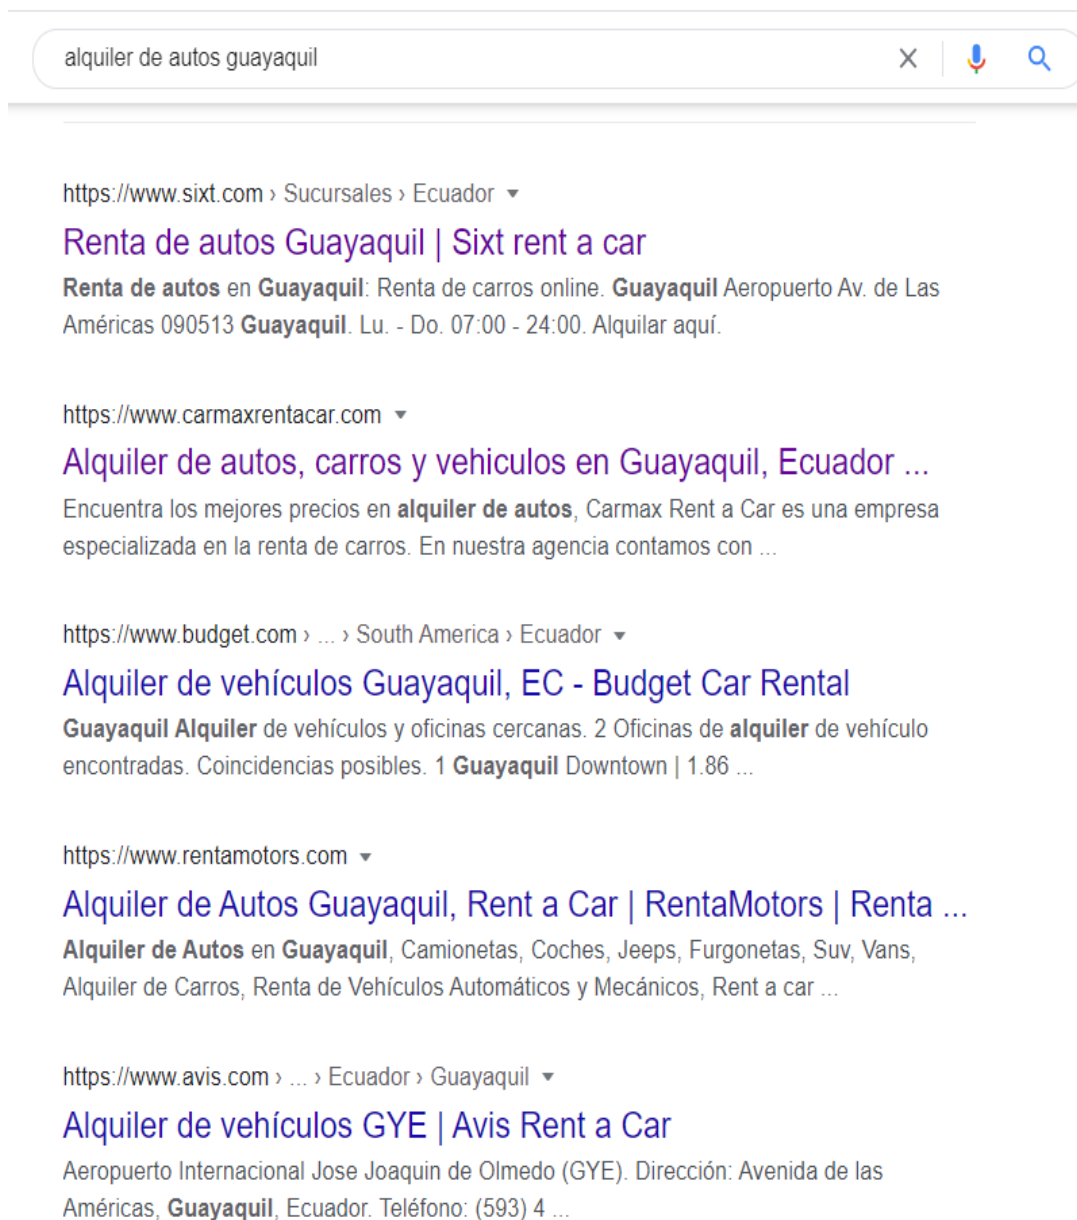 alquiler de autos guayaquil
https://www.sixt.com › Sucursales › Ecuador
Renta de autos Guayaquil | Sixt rent a car
Renta de autos en Guayaquil: Renta de carros online. Guayaquil Aeropuerto Av. de Las
Américas 090513 Guayaquil. Lu. - Do. 07:00 - 24:00. Alquilar aquí.
https://www.carmaxrentacar.com
Alquiler de autos, carros y vehiculos en Guayaquil, Ecuador ...
Encuentra los mejores precios en alquiler de autos, Carmax Rent a Car es una empresa
especializada en la renta de carros. En nuestra agencia contamos con ...
https://www.budget.com › ... › South America › Ecuador
Alquiler de vehículos Guayaquil, EC - Budget Car Rental
Guayaquil Alquiler de vehículos y oficinas cercanas. 2 Oficinas de alquiler de vehículo
encontradas. Coincidencias posibles. 1 Guayaquil Downtown | 1.86 ...
https://www.rentamotors.com
Alquiler de Autos Guayaquil, Rent a Car | RentaMotors | Renta ...
Alquiler de Autos en Guayaquil, Camionetas, Coches, Jeeps, Furgonetas, Suv, Vans,
Alquiler de Carros, Renta de Vehículos Automáticos y Mecánicos, Rent a car ...
https://www.avis.com › ... › Ecuador › Guayaquil
Alquiler de vehículos GYE | Avis Rent a Car
Aeropuerto Internacional Jose Joaquin de Olmedo (GYE). Dirección: Avenida de las
Américas, Guayaquil, Ecuador. Teléfono: (593) 4 ...